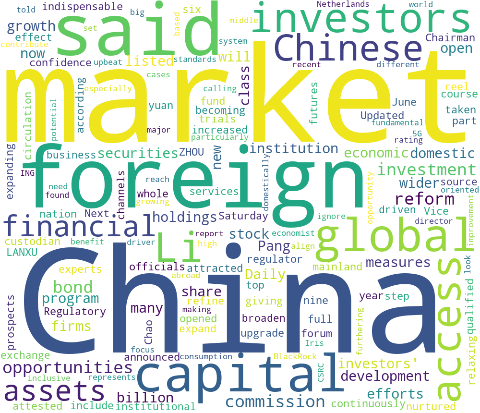 told indispensable big six based middle
growth effect world set contribute
said investors Netherlands Chairman
recent upbeat system different
now confidence listed will standards open
market
cases becoming calling especially
according yuan fund trials class futures June Updated reel course taken part
circulation potential increased particularly major new fundamental 5G rating
expanding ING business securities ZHOU institution economic domestic
foreign
need found reach services domestically growing channels investment
wider source reform oriented improvement
nation whole opportunity driven Vice director
financial holdings Saturday stock Pang ignore
LANXU Next benefit custodian Li global
prospects experts driver officials report attracted high economist regulator align mainland measures look
China
bond Regulatory program abroad Daily top giving nine year step
firms many Chao share refine making expand opened broaden upgrade full forum Iris furthering qualified relaxing access
exchange announced focus consumption BlackRock CSRC investors'
opportunities inclusive represents capital development
assets billion efforts
attested include institutional commission continuously nurtured